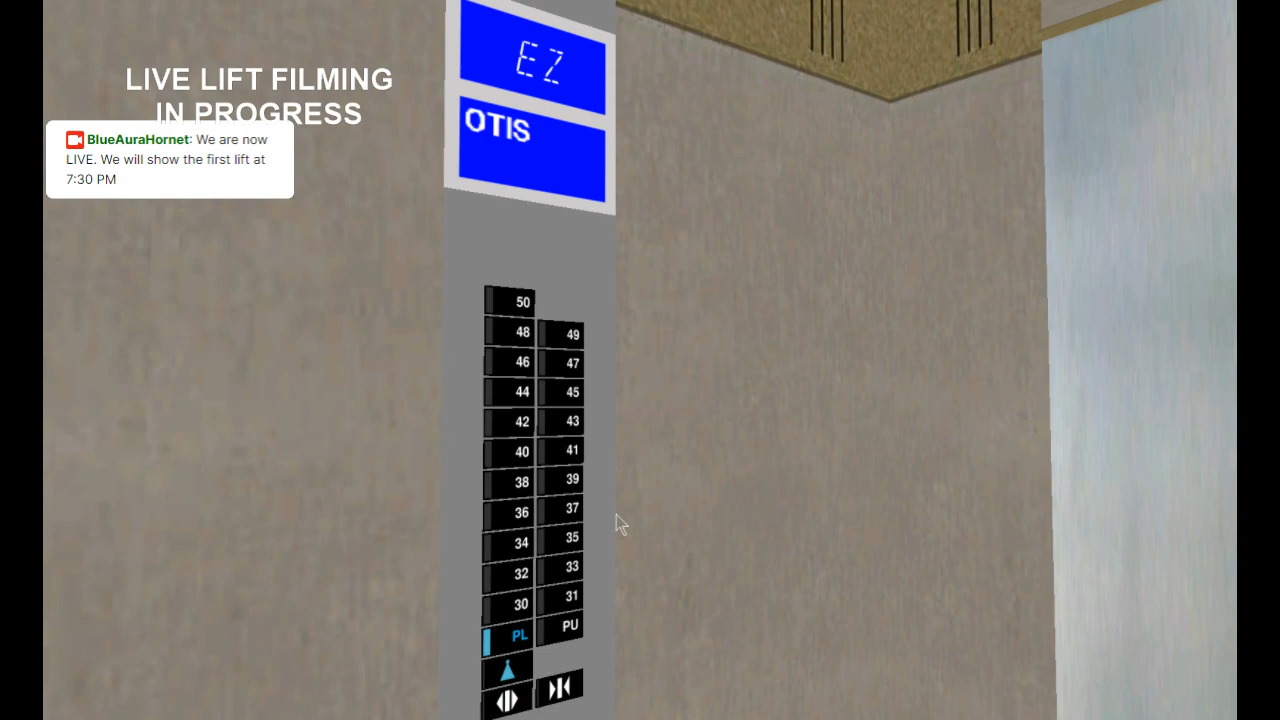 LIVE LIFT FILMING
IN PROGRESS
BlueAuraHornet: We are now
LIVE. We will show the first lift at
7:30 PM
EZ
OTIS
50
48 49
46 47
44 45
42 43
40 41
38 39
36 37
34 35
32 33
30 31
PL PU